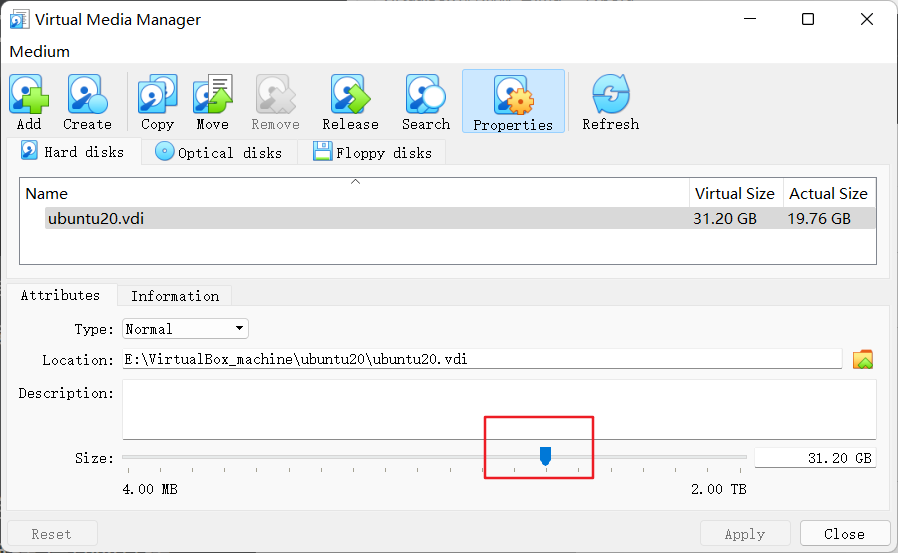 Virtual Media Manager
Medium
Add Create Copy Move Remove Release Search Properties Refresh
Hard disks Optical disks Floppy disks
Name Virtual Size Actual Size
ubuntu20.vdi 31.20 GB 19.76 GB
Attributes Information
Type: Normal
Location: E:\VirtualBox_machine\ubuntu20\ubuntu20.vdi
Description:
Size: 31.20 GB
4.00 MB 2.00 TB
Reset Apply Close